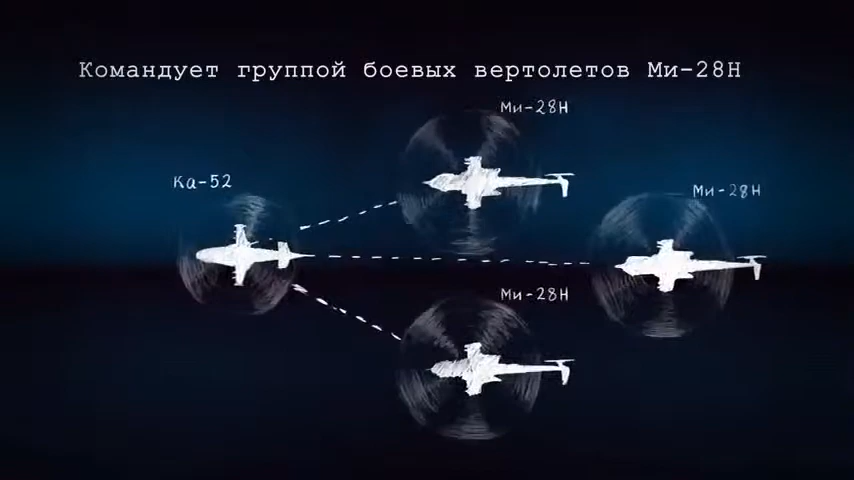 Командует группой боевых вертолетов Ми-28Н
Ми-28Н
Ка-52
Ми-28Н
Ми-28Н